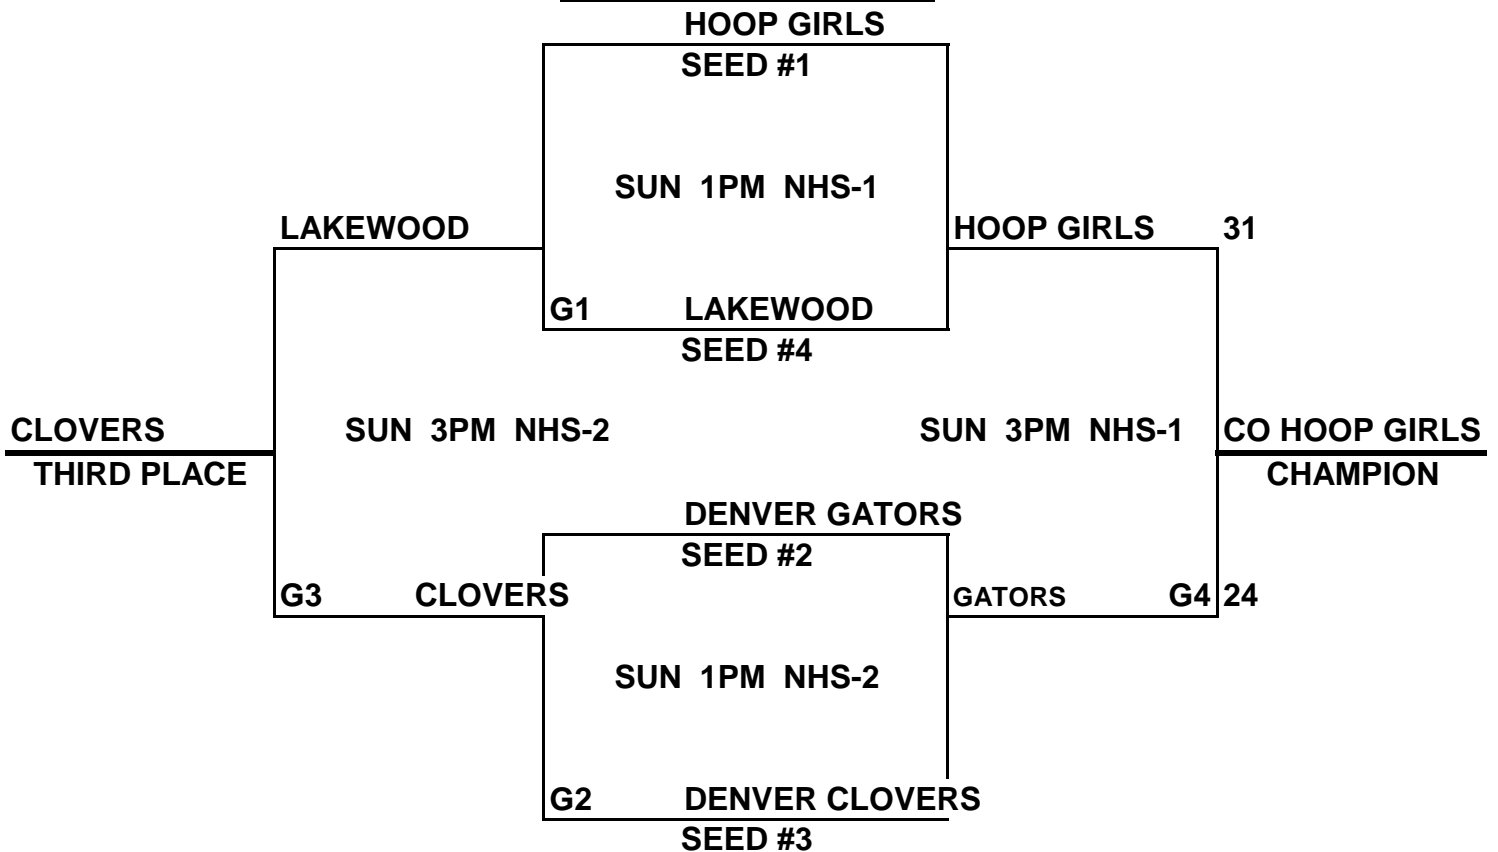 HOOP GIRLS
SEED #1
SUN 1PM NHS-1
LAKEWOOD
HOOP GIRLS 31
G1 LAKEWOOD
SEED #4
CLOVERS
SUN 3PM NHS-2
SUN 3PM NHS-1
CO HOOP GIRLS
THIRD PLACE
CHAMPION
DENVER GATORS
SEED #2
G3 CLOVERS
GATORS G4 24
SUN 1PM NHS-2
G2 DENVER CLOVERS
SEED #3